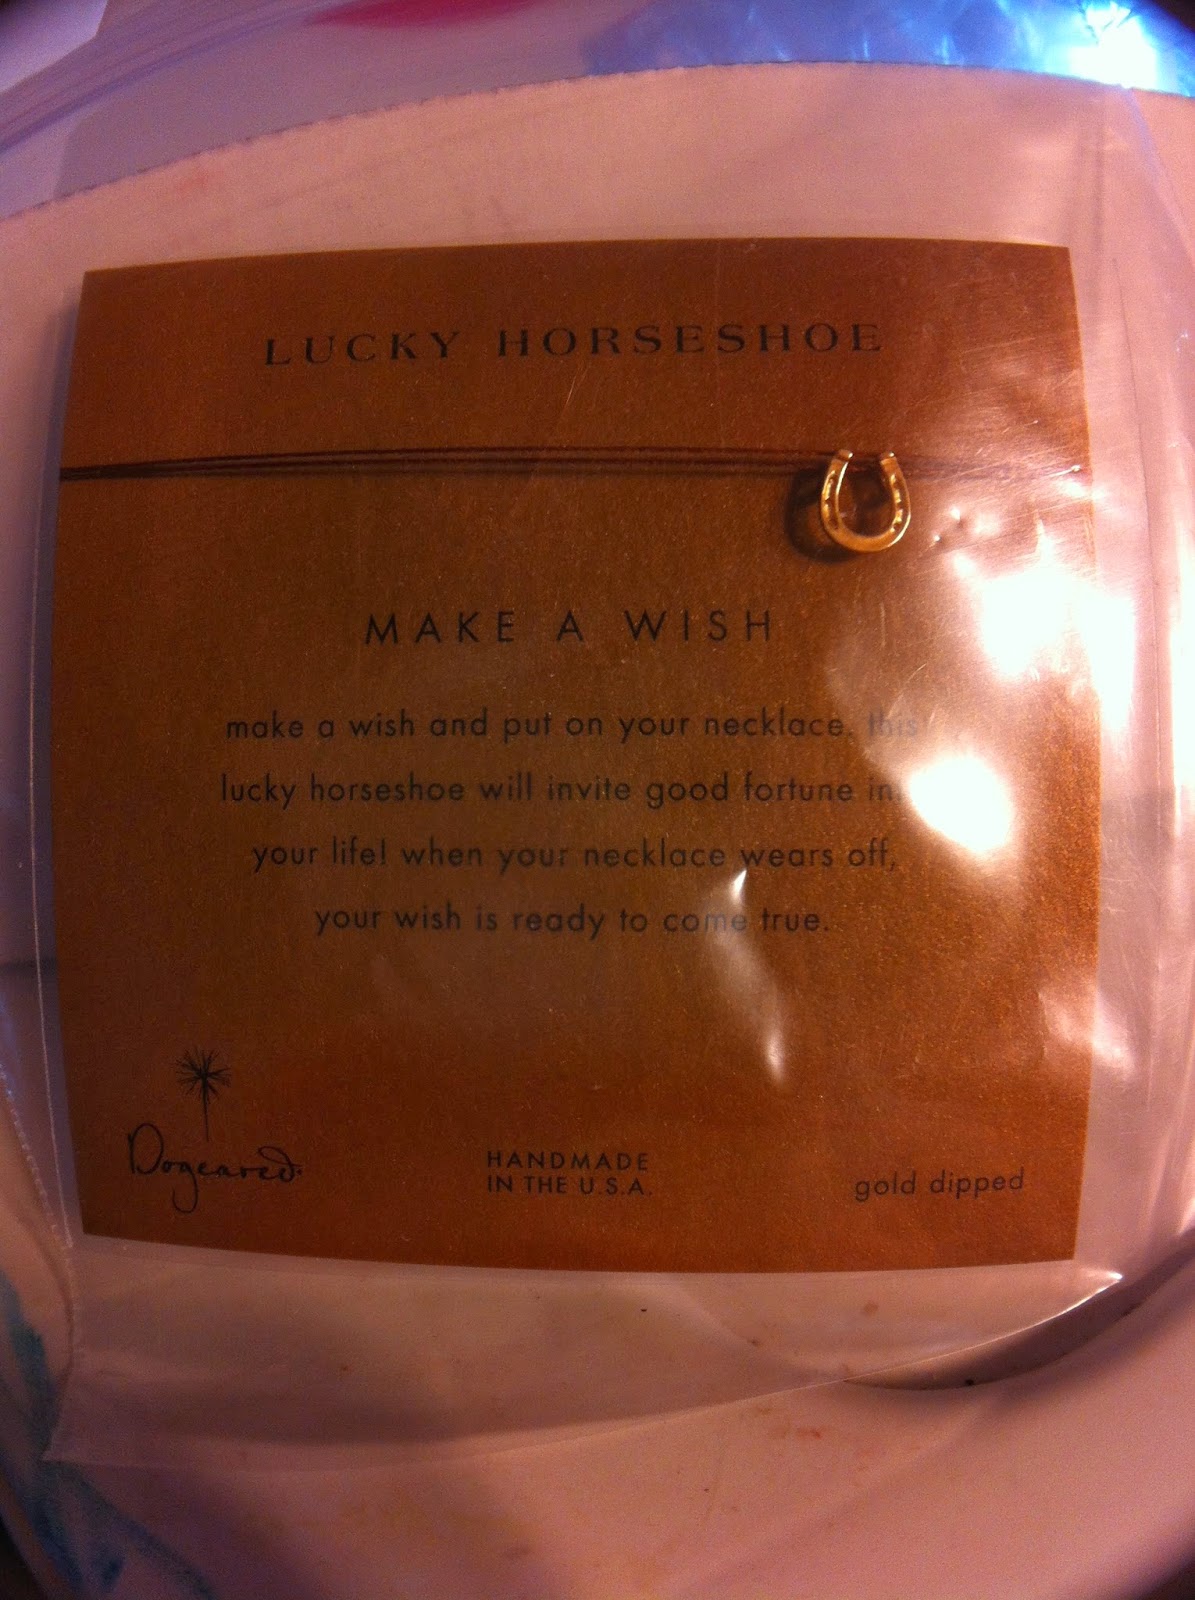 LUCKY HORSESHOE
MAKE A WISH
make a wish and put on your necklace. this
lucky horseshoe will invite good fortune
your life! when your necklace wears off,
your wish is ready to come true.
Dogeared
HANDMADE
IN THE U.S.A.
gold dipped